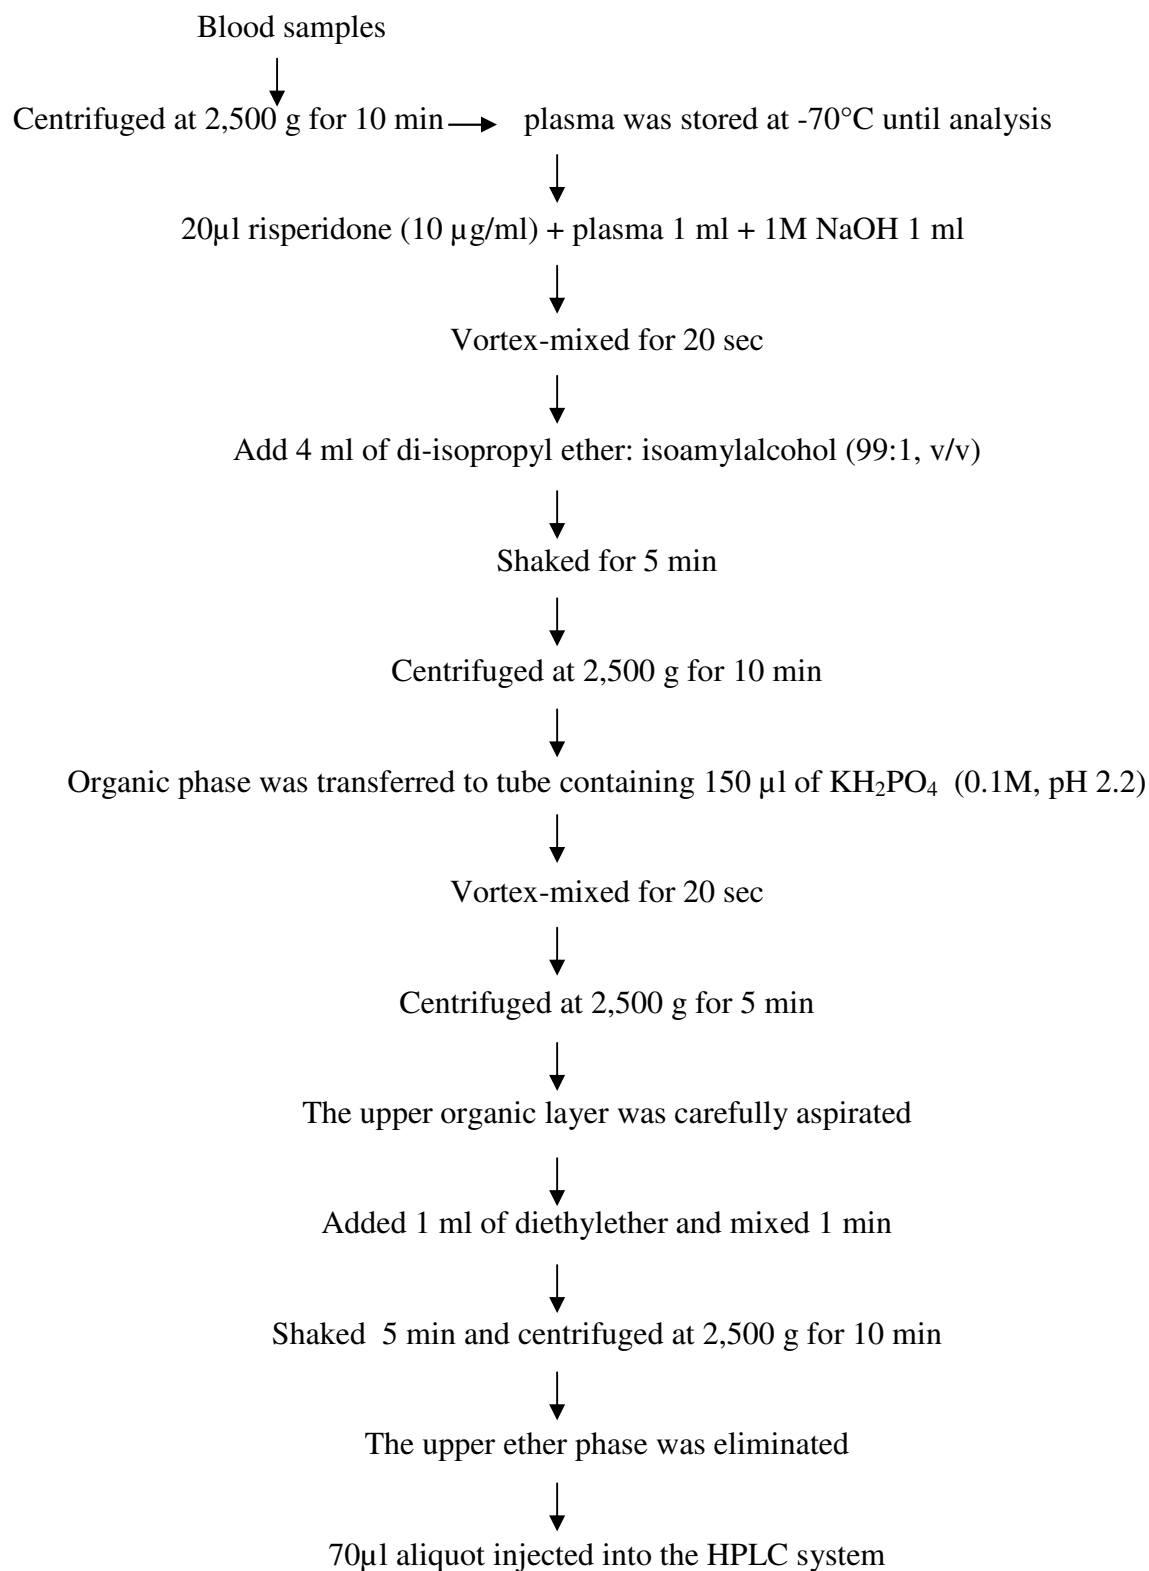 Blood samples
Centrifuged at 2,500 g for 10 min plasma was stored at -70°C until analysis
20µl risperidone (10 µg/ml) + plasma 1 ml + 1M NaOH 1 ml
Vortex-mixed for 20 sec
Add 4 ml of di-isopropyl ether: isoamylalcohol (99:1, v/v)
Shaked for 5 min
Centrifuged at 2,500 g for 10 min
Organic phase was transferred to tube containing 150 µl of KH₂PO₄ (0.1M, pH 2.2)
Vortex-mixed for 20 sec
Centrifuged at 2,500 g for 5 min
The upper organic layer was carefully aspirated
Added 1 ml of diethylether and mixed 1 min
Shaked 5 min and centrifuged at 2,500 g for 10 min
The upper ether phase was eliminated
70µl aliquot injected into the HPLC system